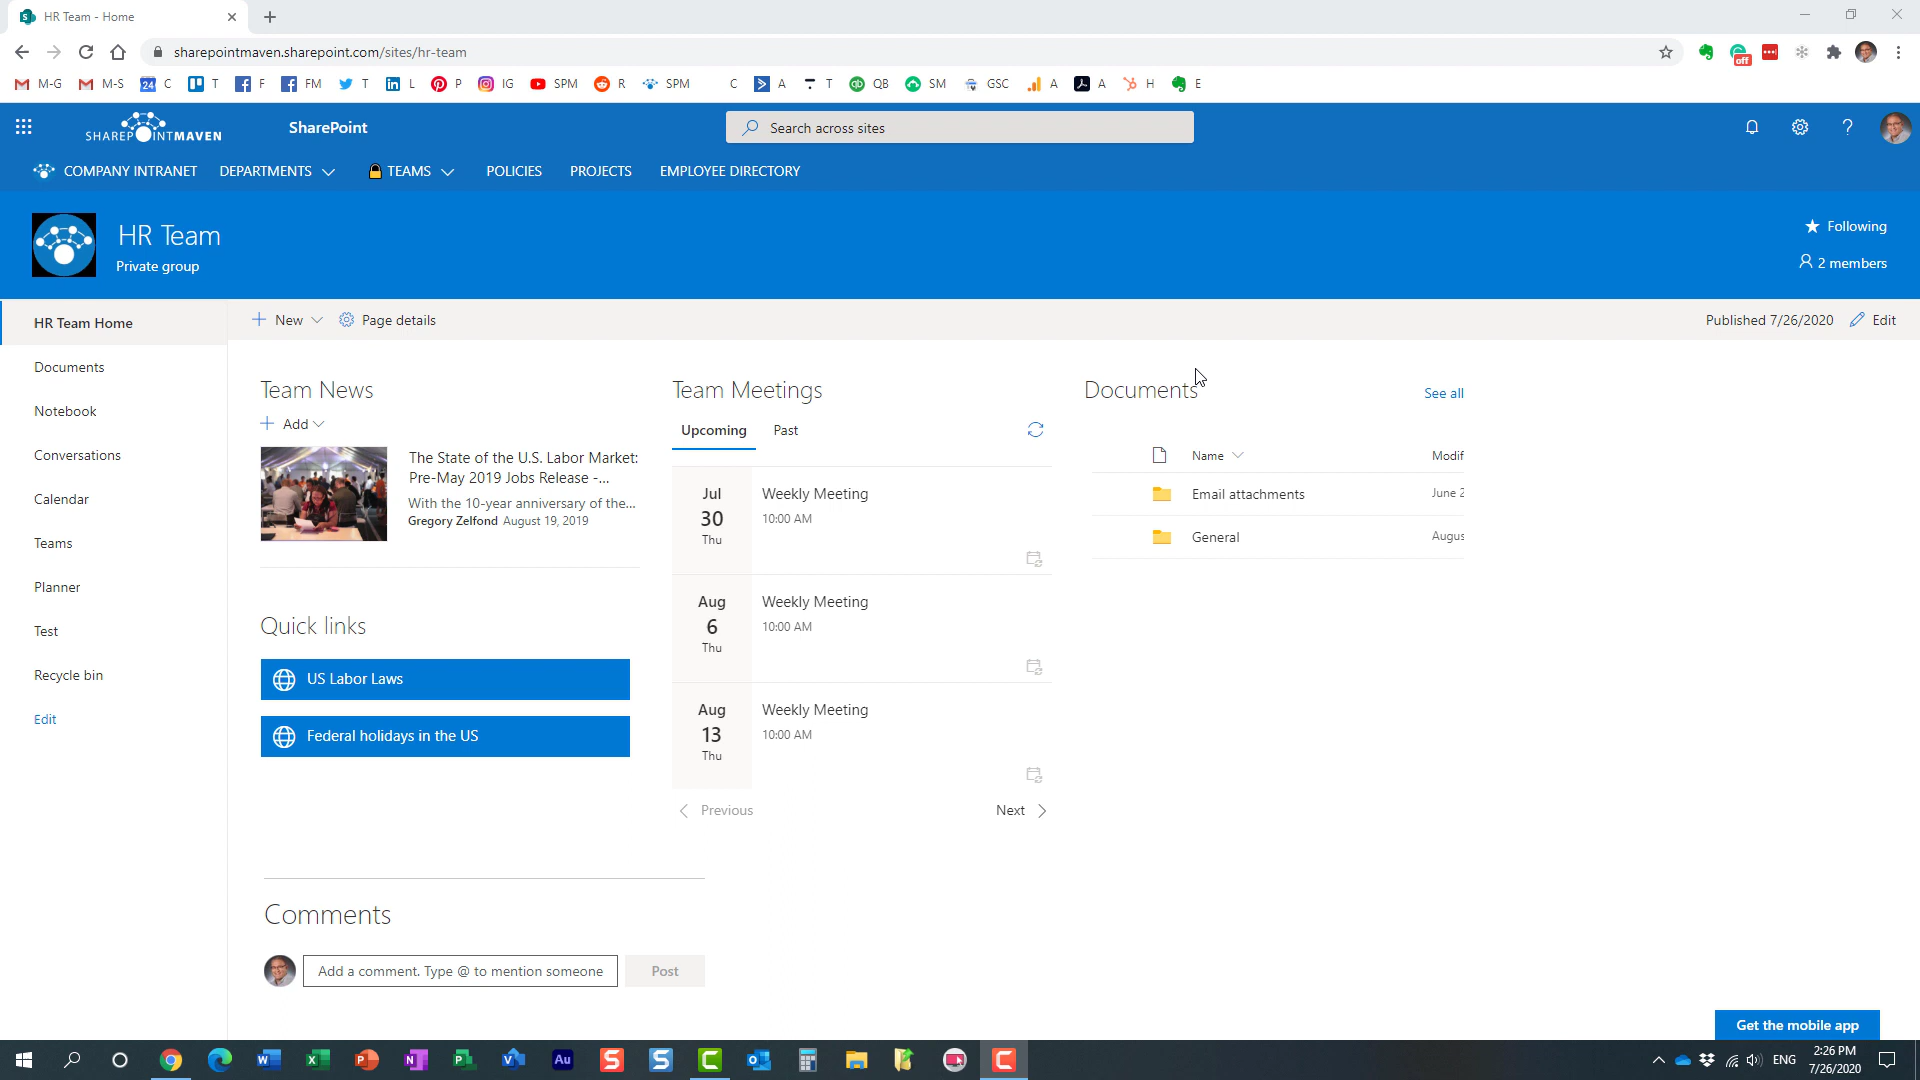 HR Team - Home
sharepointmaven.sharepoint.com/sites/hr-team
off
M-G M-S 24 C T F FM T L P IG SPM R SPM C A T QB SM GSC A A H E
SHAREPOINTMAVEN
SharePoint
Search across sites
COMPANY INTRANET DEPARTMENTS TEAMS POLICIES PROJECTS EMPLOYEE DIRECTORY
HR Team
Private group
Following
2 members
HR Team Home
Documents
Notebook
Conversations
Calendar
Teams
Planner
Test
Recycle bin
Edit
New Page details
Published 7/26/2020 Edit
Team News
Add
The State of the U.S. Labor Market:
Pre-May 2019 Jobs Release -...
With the 10-year anniversary of the...
Gregory Zelfond August 19, 2019
Quick links
US Labor Laws
Federal holidays in the US
Team Meetings
Upcoming Past
Jul
30
Thu
Weekly Meeting
10:00 AM
Aug
6
Thu
Weekly Meeting
10:00 AM
Aug
13
Thu
Weekly Meeting
10:00 AM
Previous Next
Documents
See all
Name Modif
Email attachments June 2
General Augus
Comments
Add a comment. Type @ to mention someone
Post
Get the mobile app
Au
ENG
2:26 PM
7/26/2020